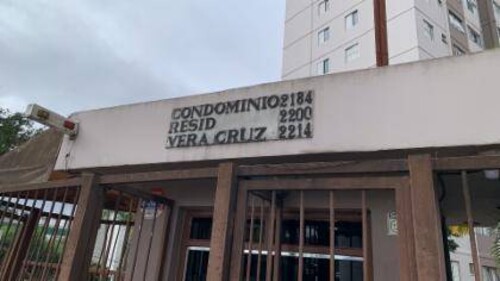 CONDOMINIO 2184
RESID 2200
VERA CRUZ 2214